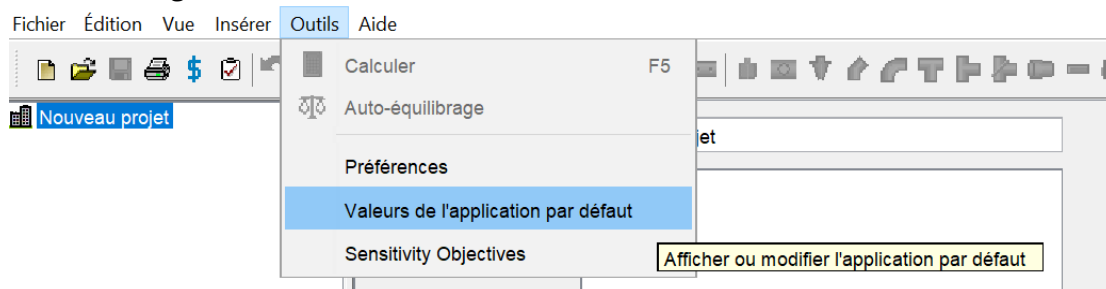 Fichier Édition Vue Insérer Outils Aide
Calculer F5
Auto-équilibrage
Nouveau projet
jet
Préférences
Valeurs de l'application par défaut
Sensitivity Objectives
Afficher ou modifier l'application par défaut